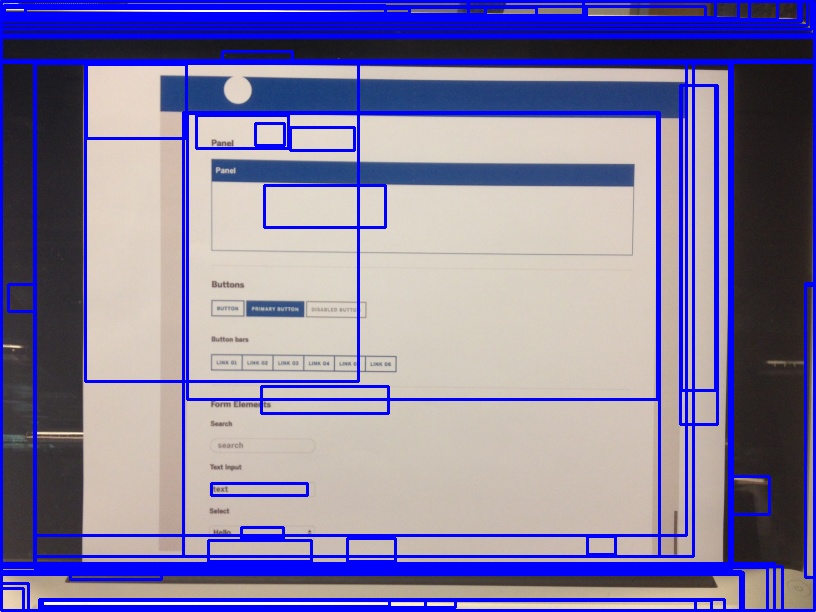 Panel
Panel
Buttons
BUTTON PRIMARY BUTTON DISABLED BUTTON
Button bars
LINK 01 LINK 02 LINK 03 LINK 04 LINK 05 LINK 06
Form Elements
Search
search
Text Input
text
Select
Hello